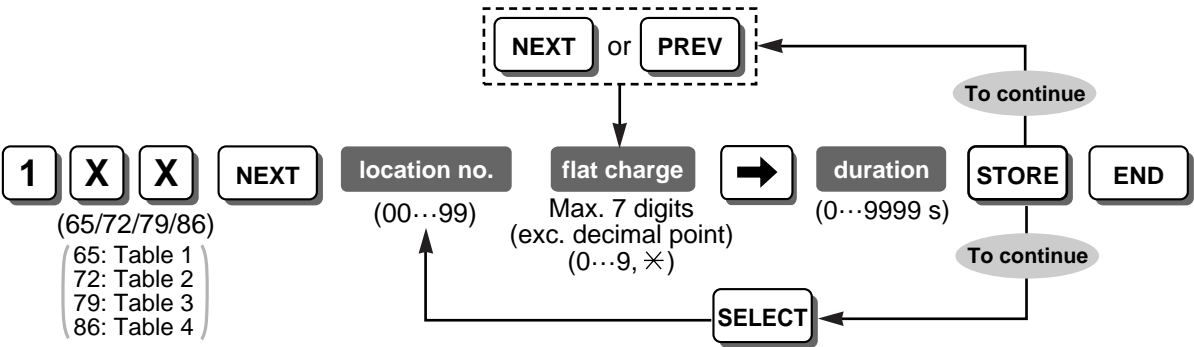 NEXT or PREV
To continue
1 X X NEXT location no. flat charge ➡ duration STORE END
(65/72/79/86)
65: Table 1
72: Table 2
79: Table 3
86: Table 4
(00···99)
Max. 7 digits
(exc. decimal point)
(0···9, ✳)
(0···9999 s)
To continue
SELECT